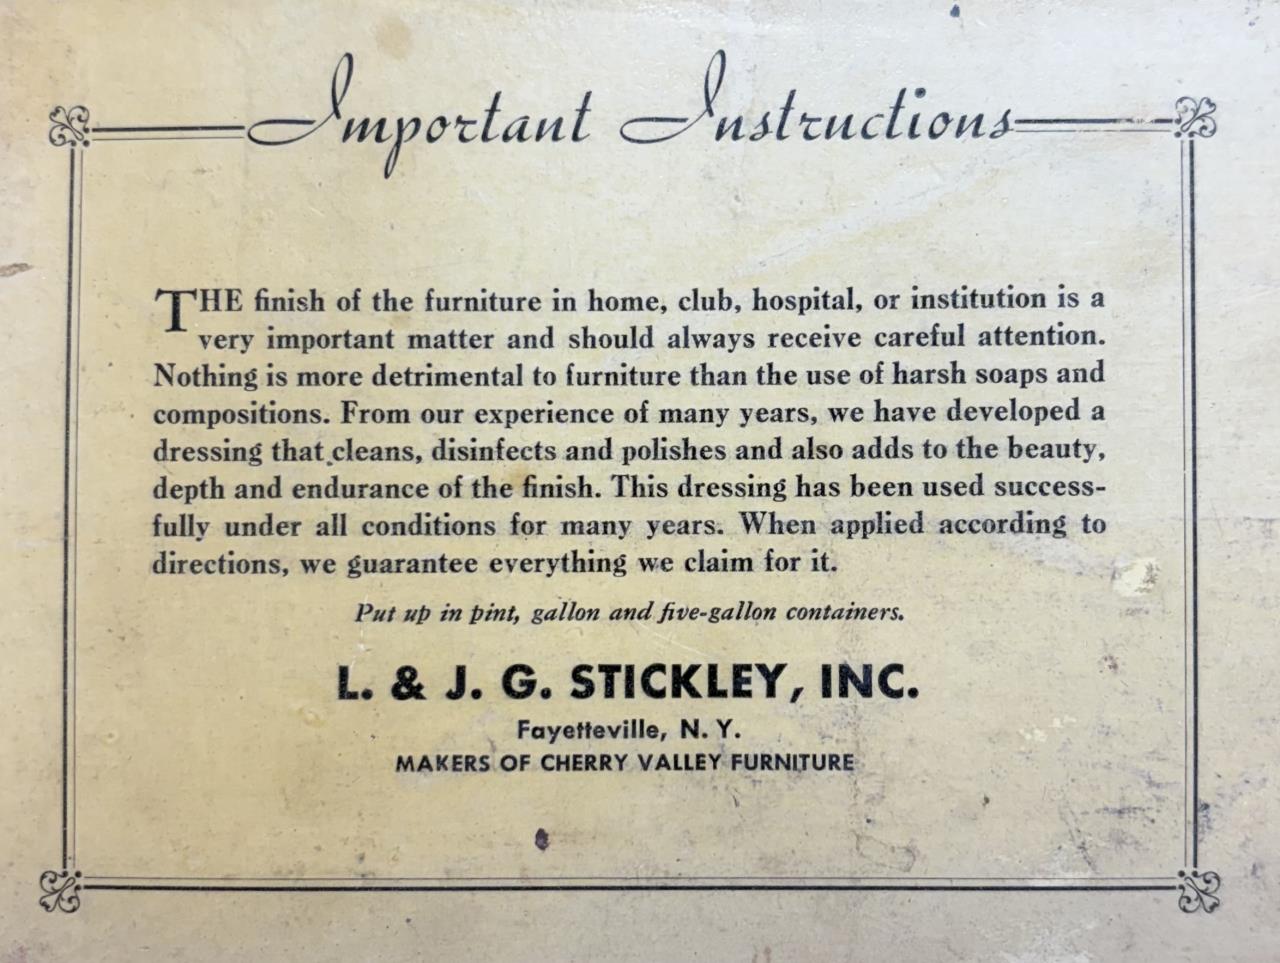 Important Instructions
THE finish of the furniture in home, club, hospital, or institution is a
very important matter and should always receive careful attention.
Nothing is more detrimental to furniture than the use of harsh soaps and
compositions. From our experience of many years, we have developed a
dressing that cleans, disinfects and polishes and also adds to the beauty,
depth and endurance of the finish. This dressing has been used success-
fully under all conditions for many years. When applied according to
directions, we guarantee everything we claim for it.
Put up in pint, gallon and five-gallon containers.
L. & J. G. STICKLEY, INC.
Fayetteville, N. Y.
MAKERS OF CHERRY VALLEY FURNITURE